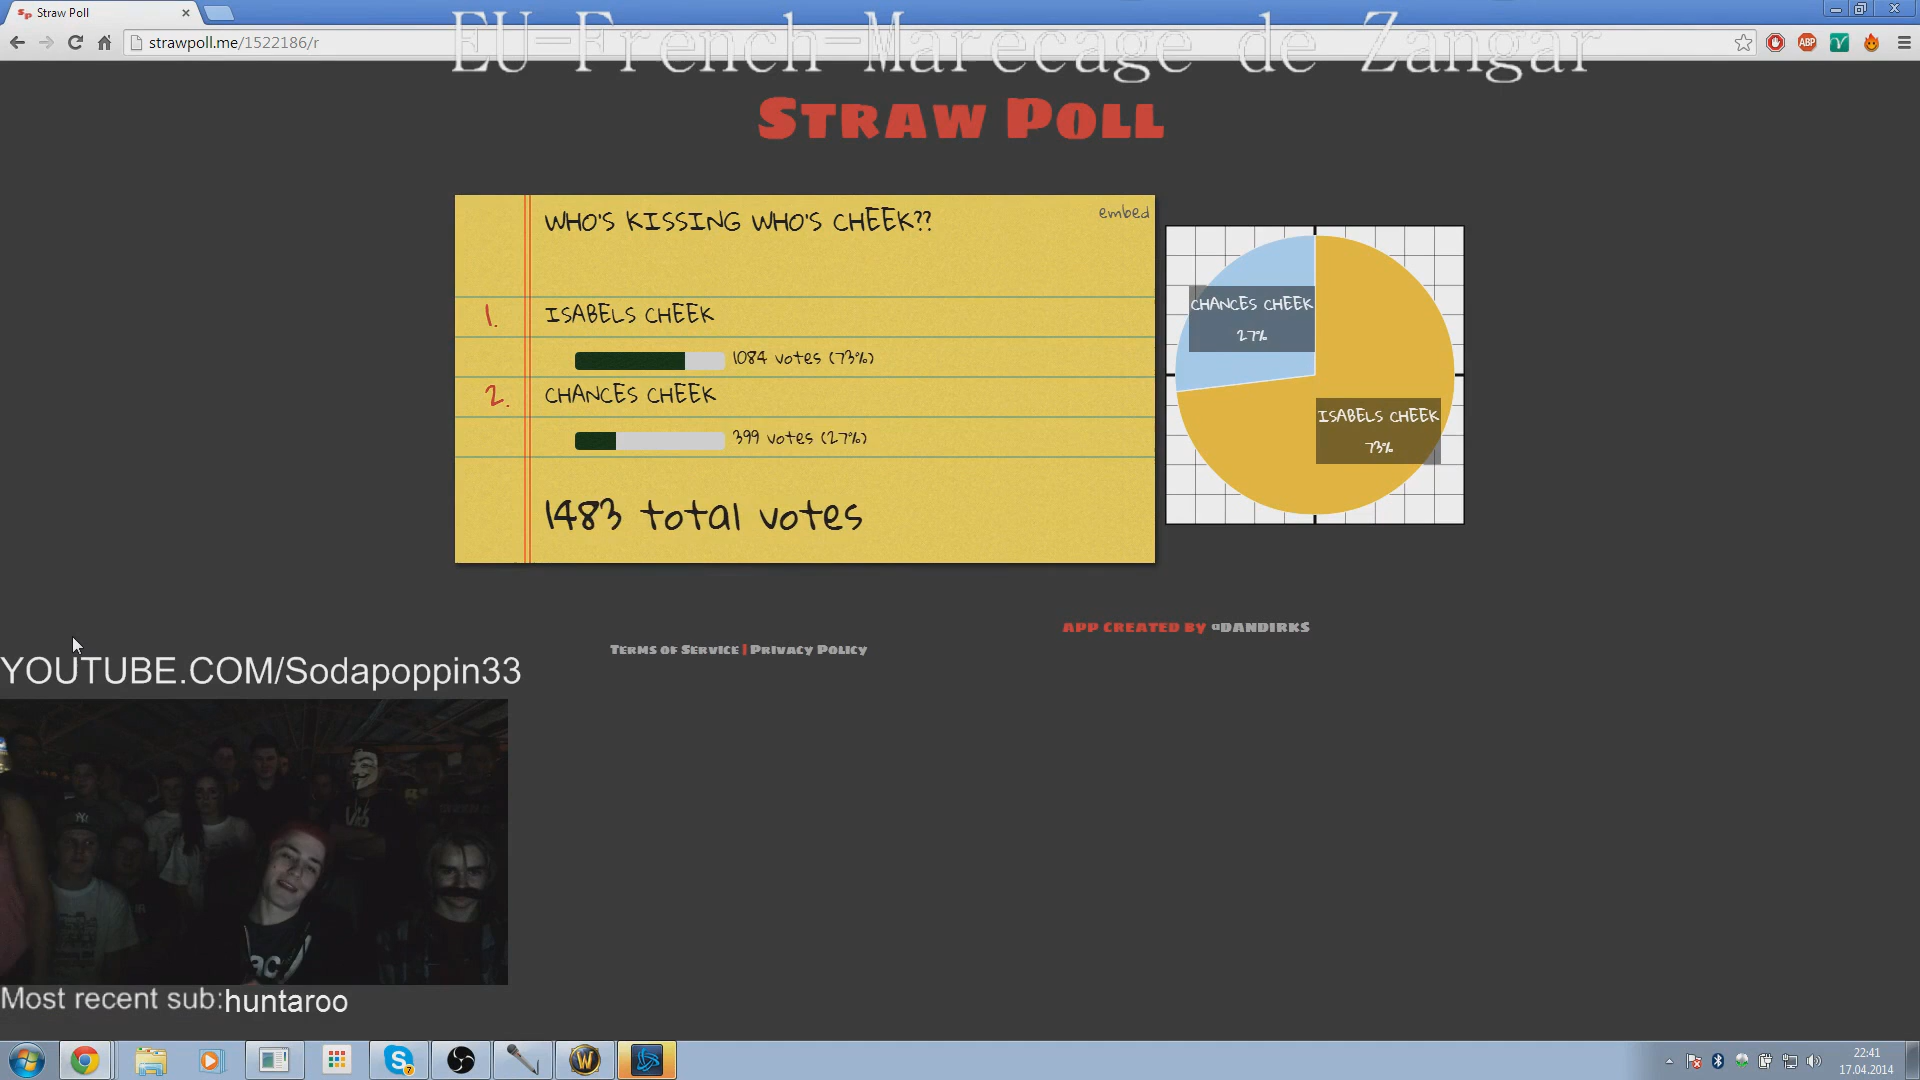 Straw Poll
strawpoll.me/1522186/r
EU-French-Marecage de Zangar
ABP
STRAW POLL
WHO'S KISSING WHO'S CHEEK??
embed
1. ISABELS CHEEK
1084 votes (73%)
2. CHANCES CHEEK
399 votes (27%)
1483 total votes
CHANCES CHEEK
27%
ISABELS CHEEK
73%
APP CREATED BY @DANDIRKS
TERMS OF SERVICE | PRIVACY POLICY
YOUTUBE.COM/Sodapoppin33
Most recent sub:huntaroo
22:41
17.04.2014